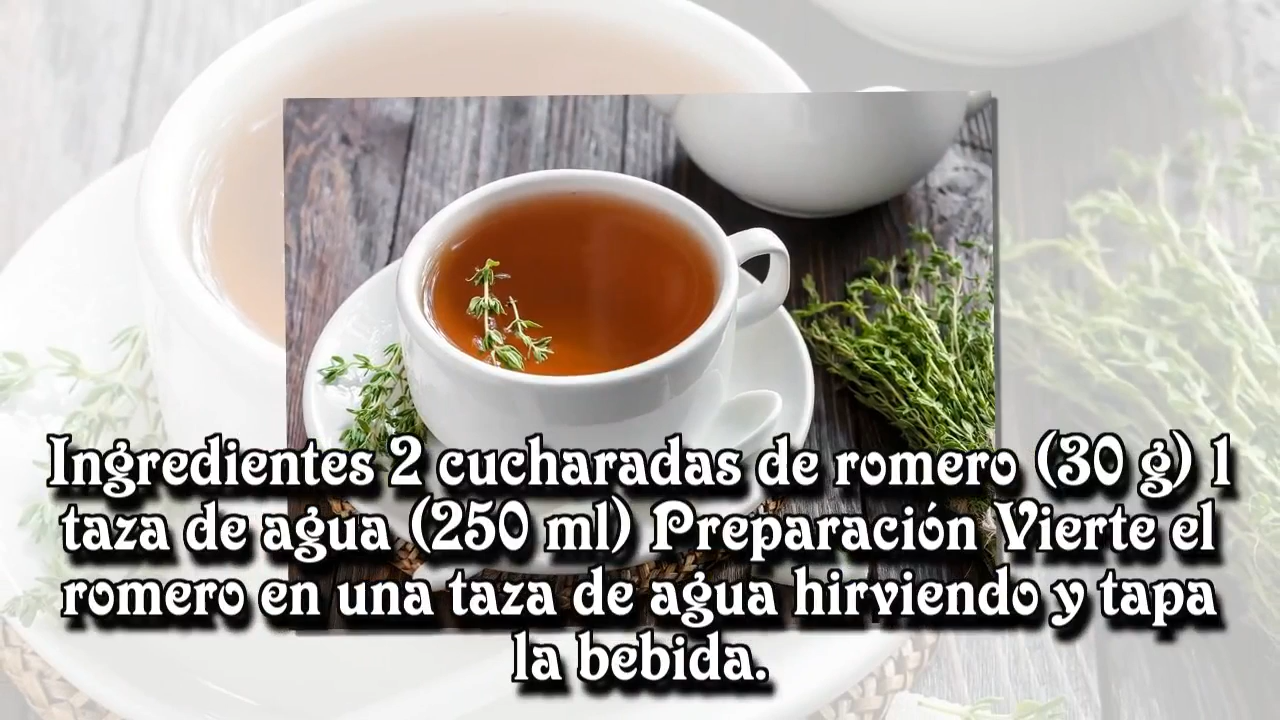 Ingredientes 2 cucharadas de romero (30 g) 1
taza de agua (250 ml) Preparación Vierte el
romero en una taza de agua hirviendo y tapa
la bebida.